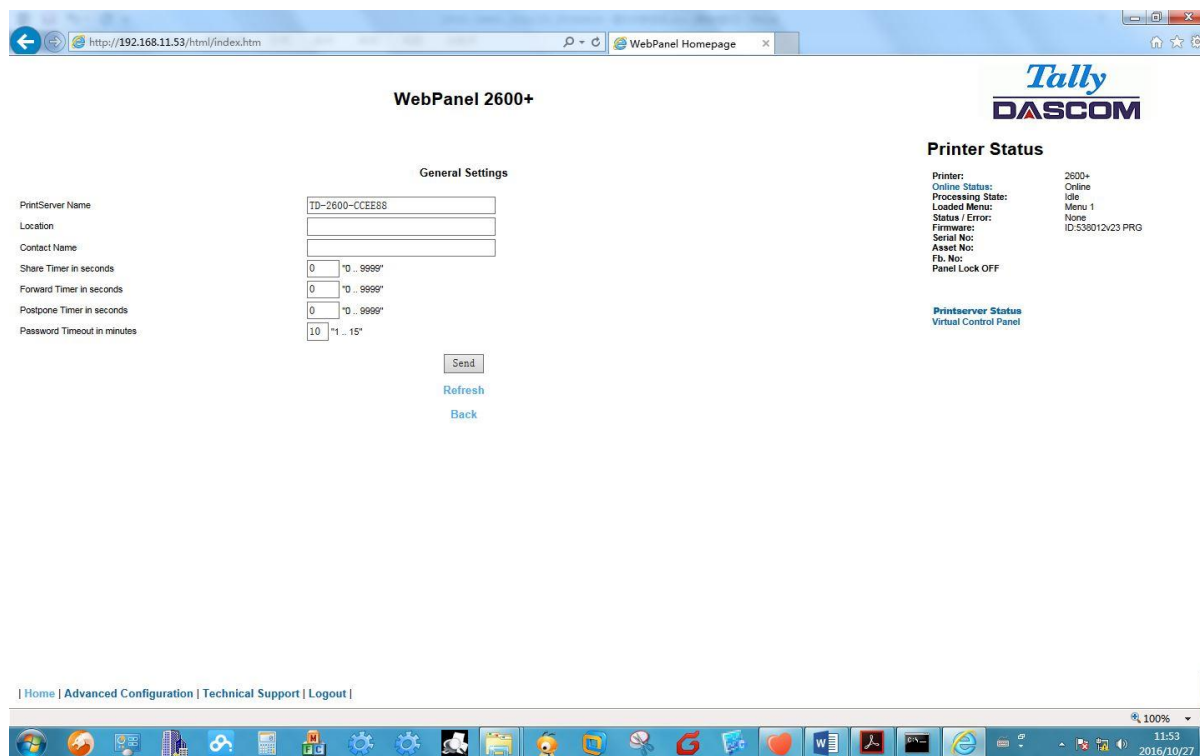 http://192.168.11.53/html/index.htm
WebPanel Homepage
WebPanel 2600+
Tally
DASCOM
General Settings
PrintServer Name TD-2600-CCEE88
Location
Contact Name
Share Timer in seconds 0 "0 .. 9999"
Forward Timer in seconds 0 "0 .. 9999"
Postpone Timer in seconds 0 "0 .. 9999"
Password Timeout in minutes 10 "1 .. 15"
Send
Refresh
Back
Printer Status
Printer: 2600+
Online Status: Online
Processing State: Idle
Loaded Menu: Menu 1
Status / Error: None
Firmware: ID:538012v23 PRG
Serial No:
Asset No:
Fb. No:
Panel Lock OFF
Printserver Status
Virtual Control Panel
| Home | Advanced Configuration | Technical Support | Logout |
100%
11:53
2016/10/27